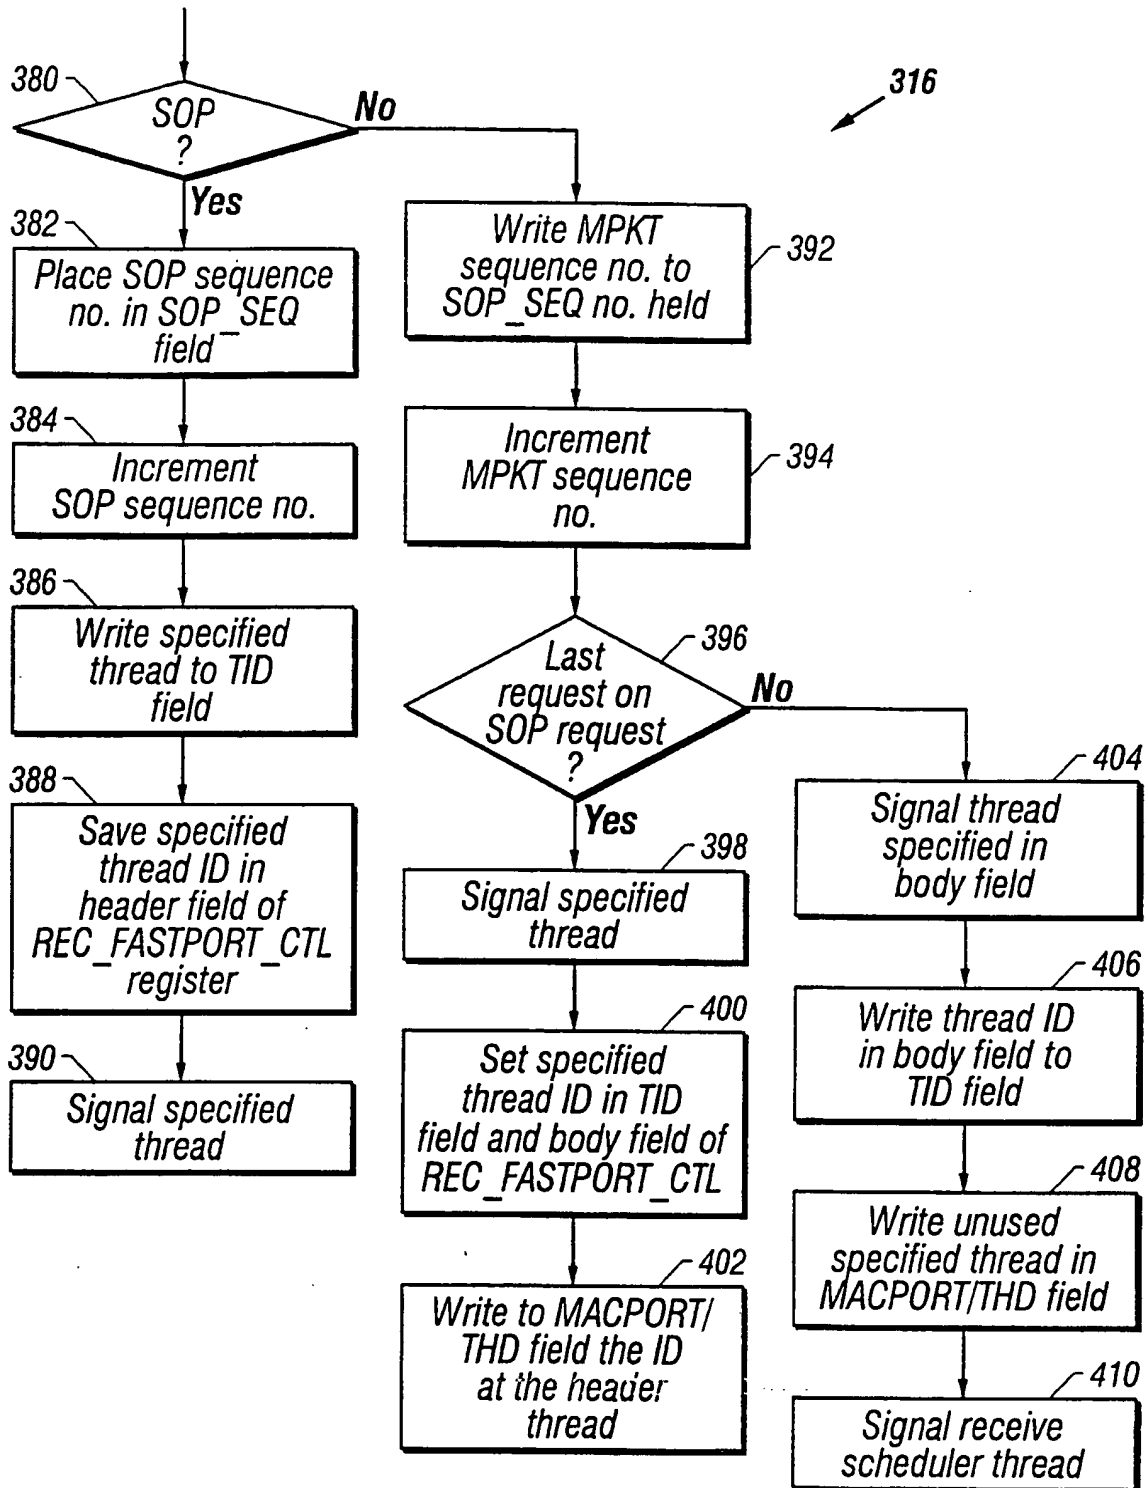 316
380
SOP
?
No
Yes
382
Place SOP sequence
no. in SOP_SEQ
field
384
Increment
SOP sequence no.
386
Write specified
thread to TID
field
388
Save specified
thread ID in
header field of
REC_FASTPORT_CTL
register
390
Signal specified
thread
392
Write MPKT
sequence no. to
SOP_SEQ no. held
394
Increment
MPKT sequence
no.
396
Last
request on
SOP request
?
No
Yes
398
Signal specified
thread
400
Set specified
thread ID in TID
field and body field of
REC_FASTPORT_CTL
402
Write to MACPORT/
THD field the ID
at the header
thread
404
Signal thread
specified in
body field
406
Write thread ID
in body field to
TID field
408
Write unused
specified thread in
MACPORT/THD field
410
Signal receive
scheduler thread